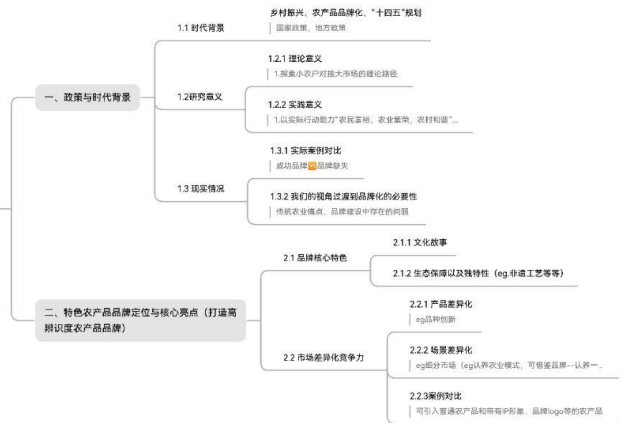 乡村振兴、农产品品牌化、“十四五”规划
1.1 时代背景
国家政策，地方政策
1.2.1 理论意义
1.探索小农户对接大市场的理论路径
一、政策与时代背景
1.2研究意义
1.2.2 实践意义
1.以实际行动助力“农民富裕，农业繁荣，农村和谐”...
1.3.1 实际案例对比
成功品牌🆚品牌缺失
1.3 现实情况
1.3.2 我们的视角过渡到品牌化的必要性
传统农业痛点，品牌建设中存在的问题
2.1.1 文化故事
2.1 品牌核心特色
2.1.2 生态保障以及独特性（eg.非遗工艺等等）
二、特色农产品品牌定位与核心亮点（打造高
辨识度农产品品牌）
2.2.1 产品差异化
eg品种创新
2.2.2 场景差异化
2.2 市场差异化竞争力
eg细分市场（eg认养农业模式，可借鉴品牌---认养一...
2.2.3案例对比
可引入普通农产品和带有IP形象、品牌logo等的农产品